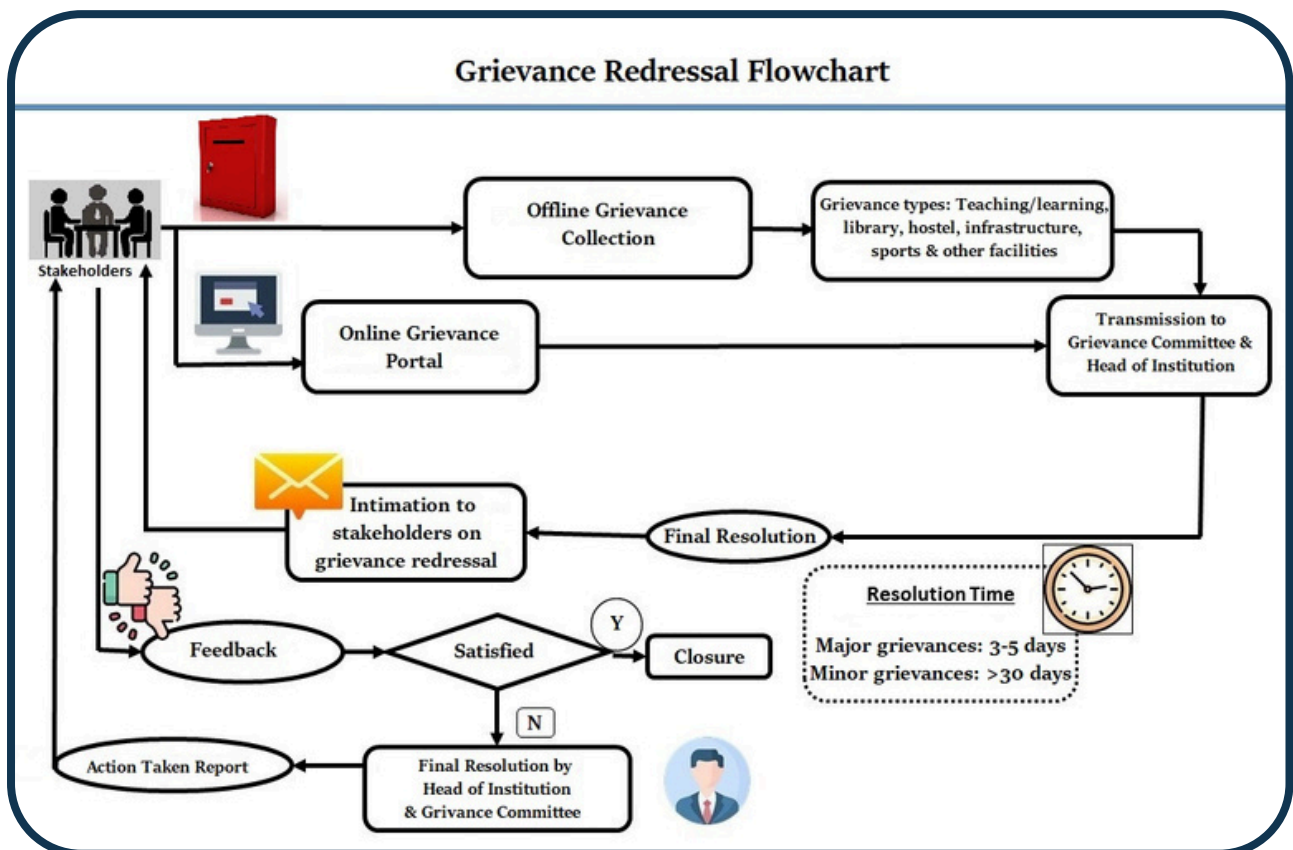 Grievance Redressal Flowchart
Stakeholders
Offline Grievance
Collection
Grievance types: Teaching/learning,
library, hostel, infrastructure,
sports & other facilities
Online Grievance
Portal
Transmission to
Grievance Committee &
Head of Institution
Intimation to
stakeholders on
grievance redressal
Final Resolution
Resolution Time
Major grievances: 3-5 days
Minor grievances: >30 days
Feedback
Satisfied
Y
Closure
N
Action Taken Report
Final Resolution by
Head of Institution
& Grivance Committee